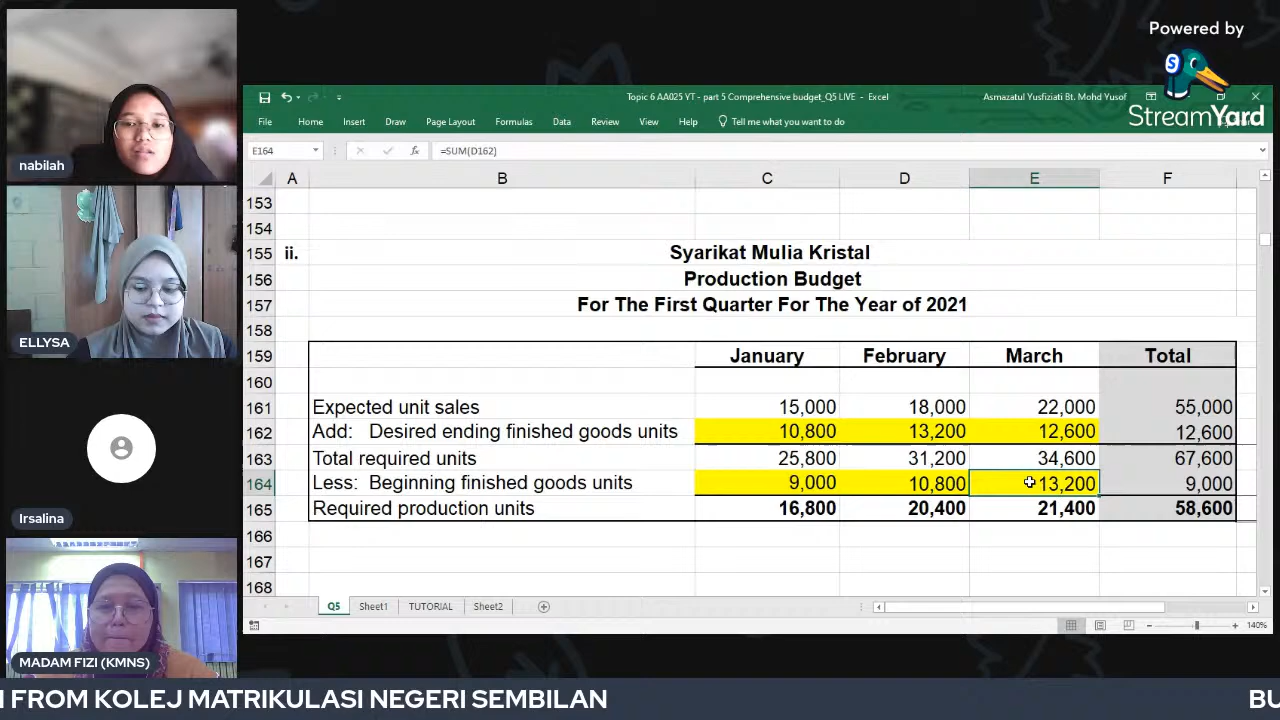 Powered by
StreamYard
nabilah
ELLYSA
Irsalina
MADAM FIZI (KMNS)
Topic 6 AA025 YT - part 5 Comprehensive budget_Q5 LIVE - Excel
Asmazatul Yusfiziati Bt. Mohd Yusof
File Home Insert Draw Page Layout Formulas Data Review View Help Tell me what you want to do
E164 fx =SUM(D162)
A B C D E F
153
154
155 ii. Syarikat Mulia Kristal
156 Production Budget
157 For The First Quarter For The Year of 2021
158
159 January February March Total
160
161 Expected unit sales 15,000 18,000 22,000 55,000
162 Add: Desired ending finished goods units 10,800 13,200 12,600 12,600
163 Total required units 25,800 31,200 34,600 67,600
164 Less: Beginning finished goods units 9,000 10,800 13,200 9,000
165 Required production units 16,800 20,400 21,400 58,600
166
167
168
Q5 Sheet1 TUTORIAL Sheet2
140%
I FROM KOLEJ MATRIKULASI NEGERI SEMBILAN BU